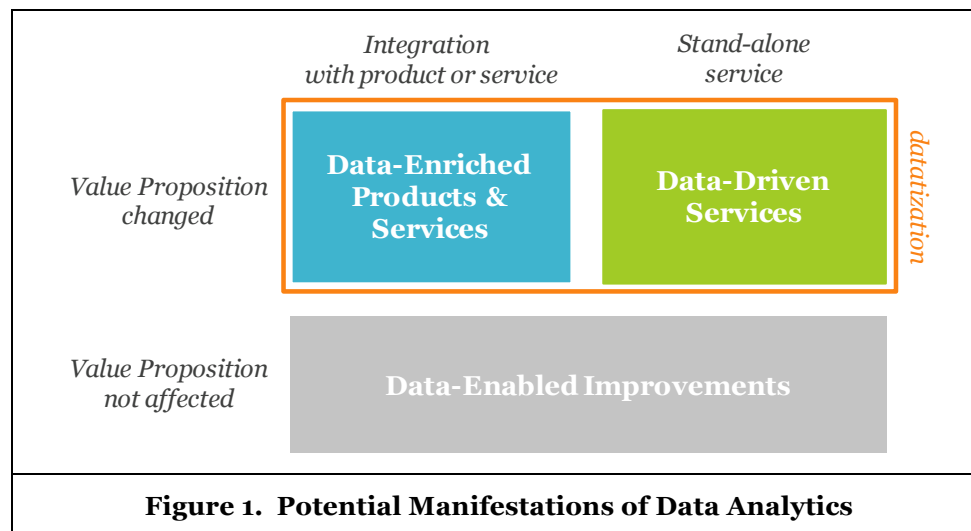 Integration
with product or service
Stand-alone
service
Value Proposition
changed
Data-Enriched
Products &
Services
Data-Driven
Services
datatization
Value Proposition
not affected
Data-Enabled Improvements
Figure 1. Potential Manifestations of Data Analytics